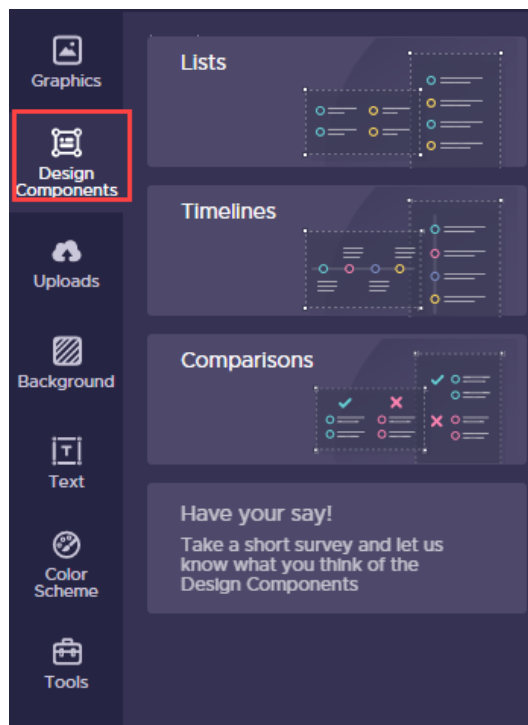 Graphics
Design
Components
Uploads
Background
T
Text
Color
Scheme
Tools
Lists
Timelines
Comparisons
Have your say!
Take a short survey and let us
know what you think of the
Design Components